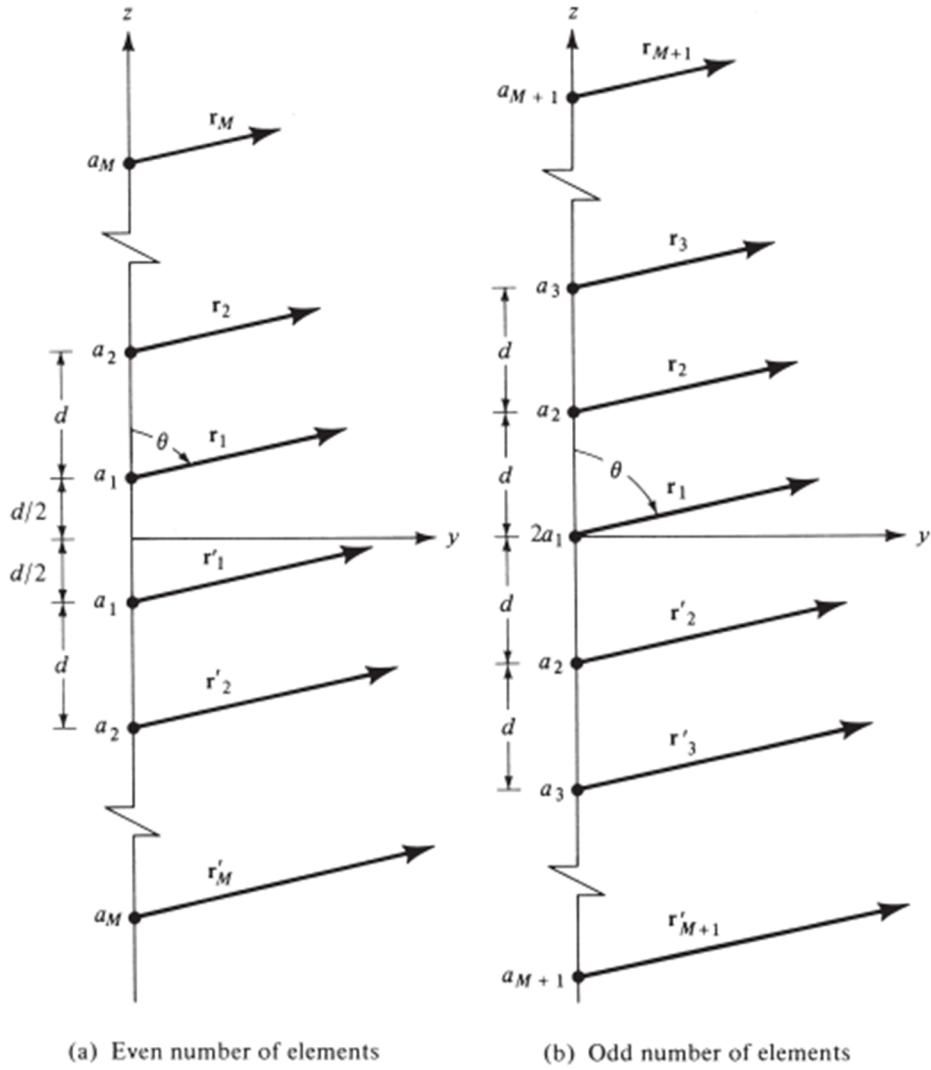 z
r_M
a_M
r_2
a_2
d
θ
r_1
a_1
d/2
y
d/2
r'_1
a_1
d
r'_2
a_2
r'_M
a_M
(a) Even number of elements
z
r_{M+1}
a_{M + 1}
r_3
a_3
d
r_2
a_2
d
θ
r_1
2a_1
y
d
r'_2
a_2
d
r'_3
a_3
r'_{M+1}
a_{M + 1}
(b) Odd number of elements